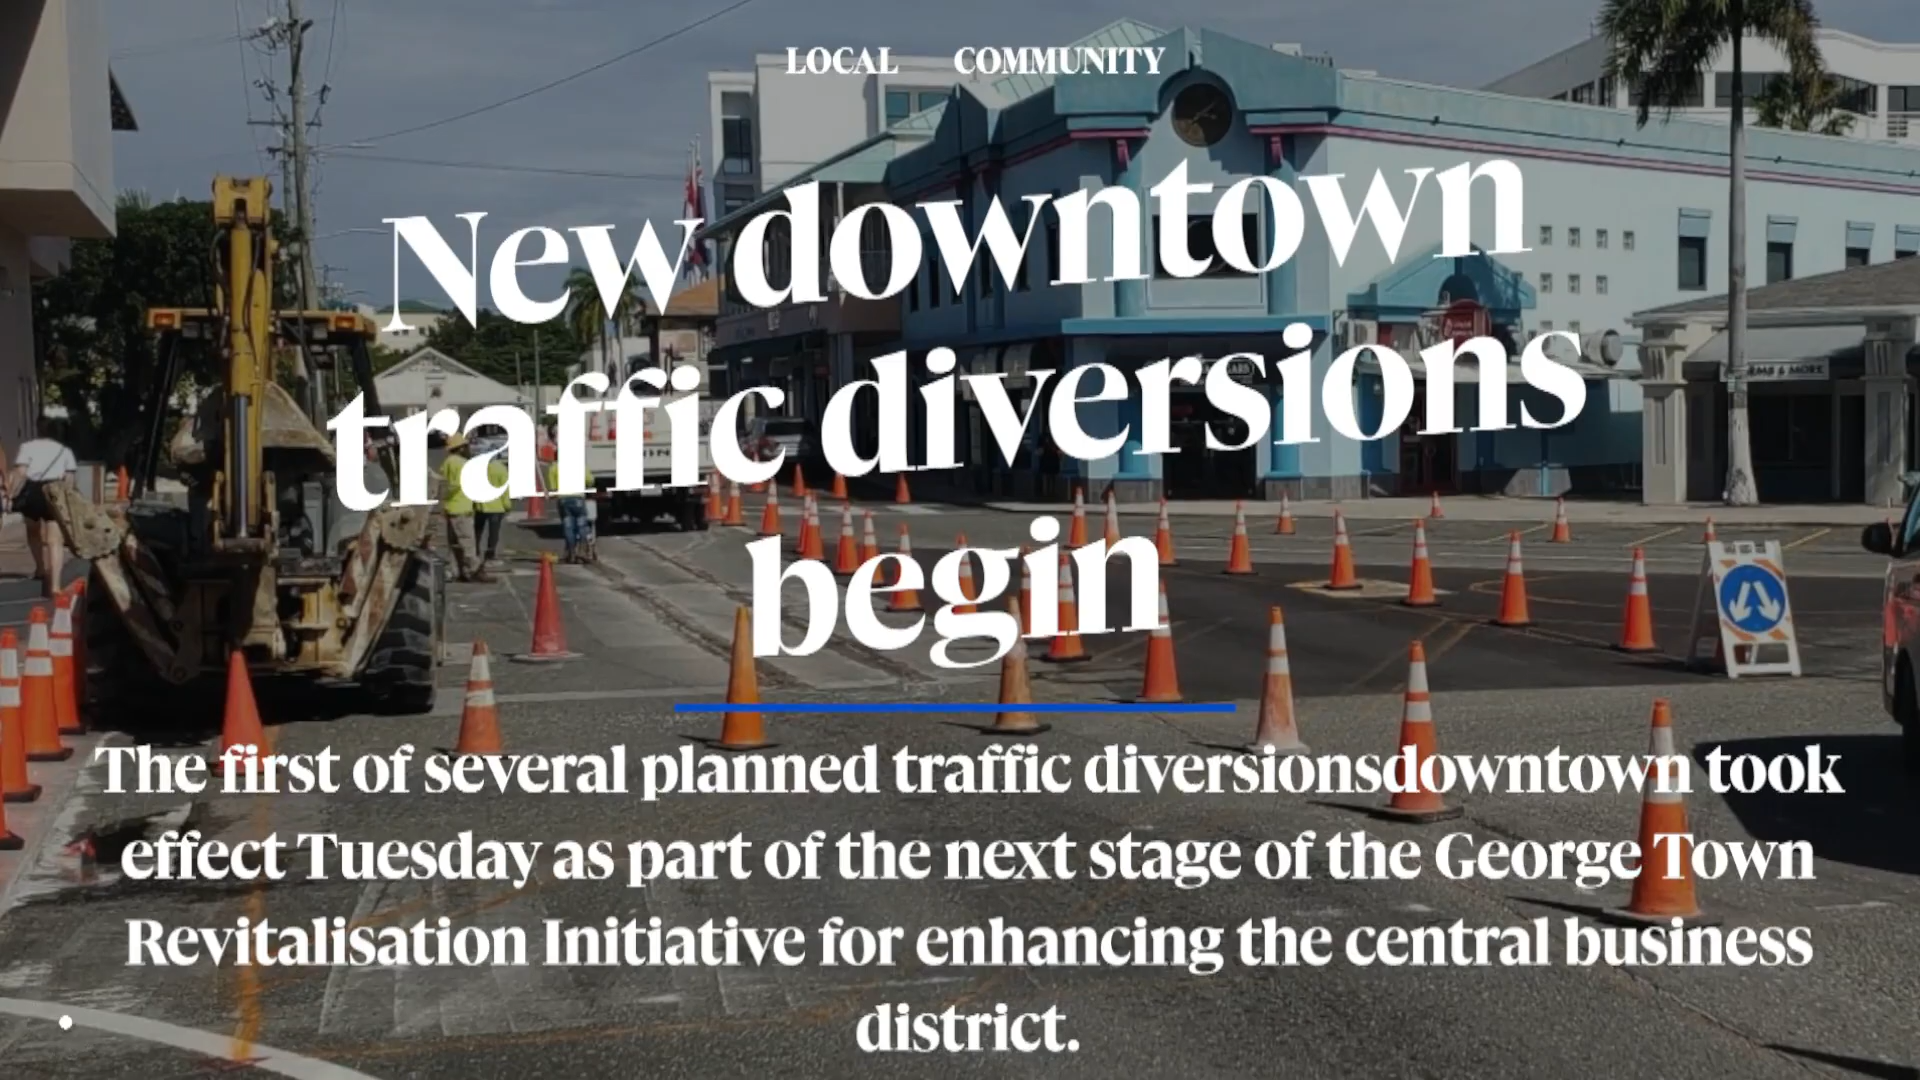 LOCAL COMMUNITY
New downtown
traffic diversions
begin
The first of several planned traffic diversionsdowntown took
effect Tuesday as part of the next stage of the George Town
Revitalisation Initiative for enhancing the central business
district.
& MORE